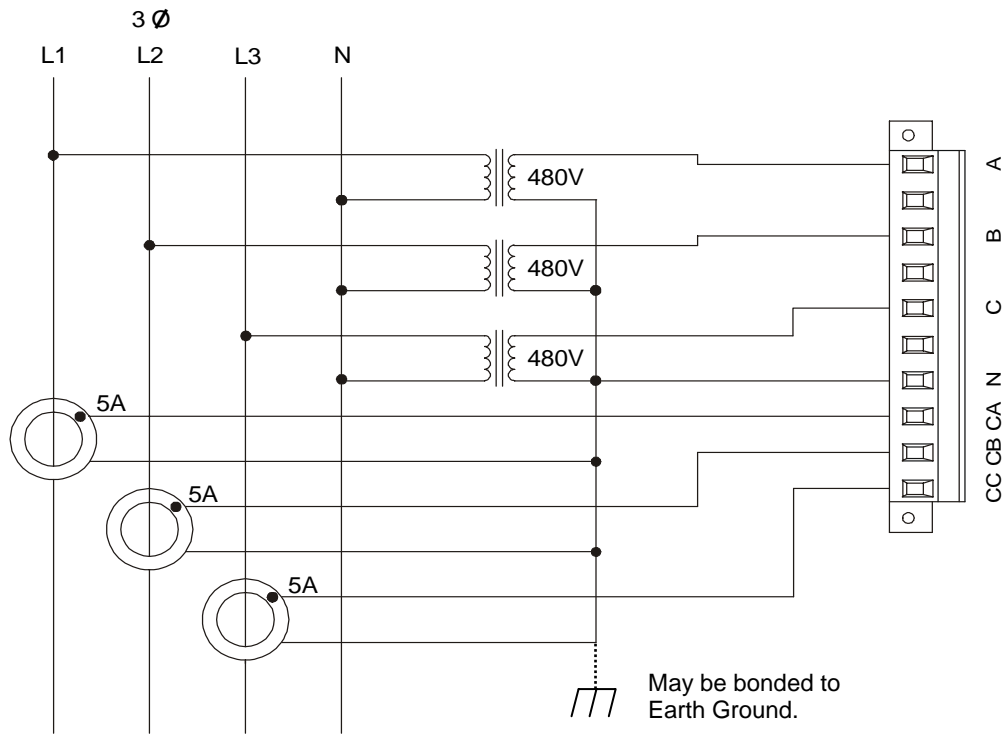 3 Ø
L1 L2 L3 N
480V
480V
480V
A
B
C
N
CA
CB
CC
5A
5A
5A
May be bonded to
Earth Ground.